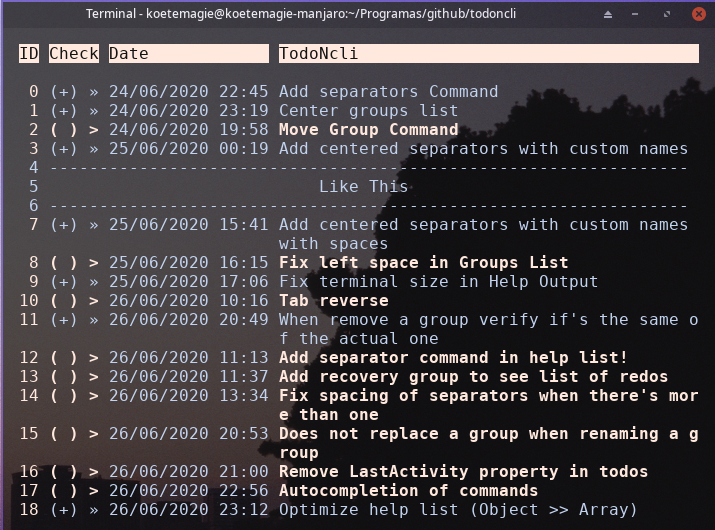 Terminal - koetemagie@koetemagie-manjaro:~/Programas/github/todoncli
ID Check Date TodoNcli
0 (+) » 24/06/2020 22:45 Add separators Command
1 (+) » 24/06/2020 23:19 Center groups list
2 ( ) > 24/06/2020 19:58 Move Group Command
3 (+) » 25/06/2020 00:19 Add centered separators with custom names
4 ----------------------------------------------------------------
5 Like This
6 ----------------------------------------------------------------
7 (+) » 25/06/2020 15:41 Add centered separators with custom names
with spaces
8 ( ) > 25/06/2020 16:15 Fix left space in Groups List
9 (+) » 25/06/2020 17:06 Fix terminal size in Help Output
10 ( ) > 26/06/2020 10:16 Tab reverse
11 (+) » 26/06/2020 20:49 When remove a group verify if's the same o
f the actual one
12 ( ) > 26/06/2020 11:13 Add separator command in help list!
13 ( ) > 26/06/2020 11:37 Add recovery group to see list of redos
14 ( ) > 26/06/2020 13:34 Fix spacing of separators when there's mor
e than one
15 ( ) > 26/06/2020 20:53 Does not replace a group when renaming a g
roup
16 ( ) > 26/06/2020 21:00 Remove LastActivity property in todos
17 ( ) > 26/06/2020 22:56 Autocompletion of commands
18 (+) » 26/06/2020 23:12 Optimize help list (Object >> Array)